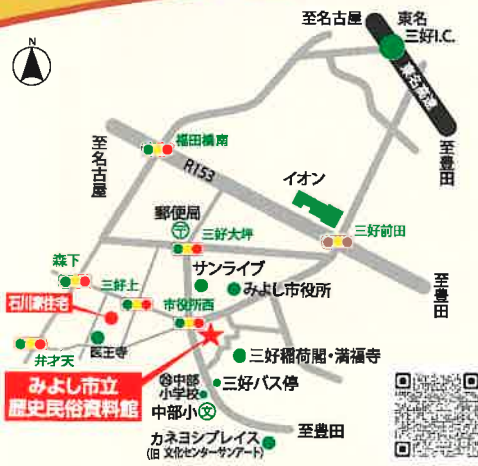 至名古屋
東名
三好I.C.
N
東名高速
至豊田
至名古屋
福田橋南
R153
イオン
郵便局
〒
三好大坪
三好前田
森下
サンライブ
三好上
みよし市役所
至豊田
石川家住宅
市役所西
医王寺
弁才天
三好稲荷閣・満福寺
みよし市立
歴史民俗資料館
中部
小学校
三好バス停
中部小
文
至豊田
カネヨシプレイス
(旧 文化センターサンアート)